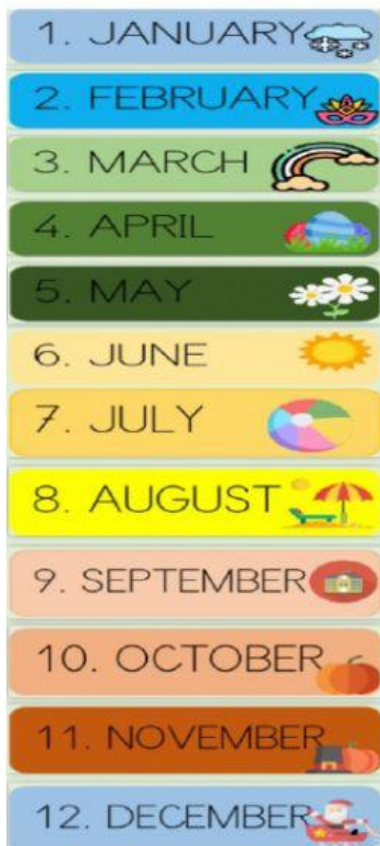 1. JANUARY
2. FEBRUARY
3. MARCH
4. APRIL
5. MAY
6. JUNE
7. JULY
8. AUGUST
9. SEPTEMBER
10. OCTOBER
11. NOVEMBER
12. DECEMBER